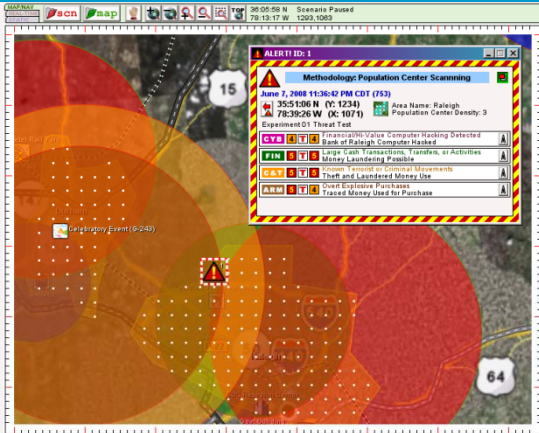 MAP/NAV
REAL-TIME
STATIC
scn
map
TOP
36:05:58 N Scenario Paused
78:13:17 W 1293,1063
ALERT! ID: 1
Methodology: Population Center Scannning
June 7, 2008 11:36:42 PM CDT (753)
35:51:06 N (Y: 1234)
78:39:26 W (X: 1071)
Area Name: Raleigh
Population Center Density: 3
Experiment 01 Threat Test
CYB 4 T 4 Financial/Hi-Value Computer Hacking Detected
Bank of Raleigh Computer Hacked
FIN 5 T 5 Large Cash Transactions, Transfers, or Activities
Money Laundering Possible
C&T 5 T 5 Known Terrorist or Criminal Movements
Theft and Laundered Money Use
ARM 5 T 4 Overt Explosive Purchases
Traced Money Used for Purchase
15
Celebratory Event (G-243)
Raleigh
64